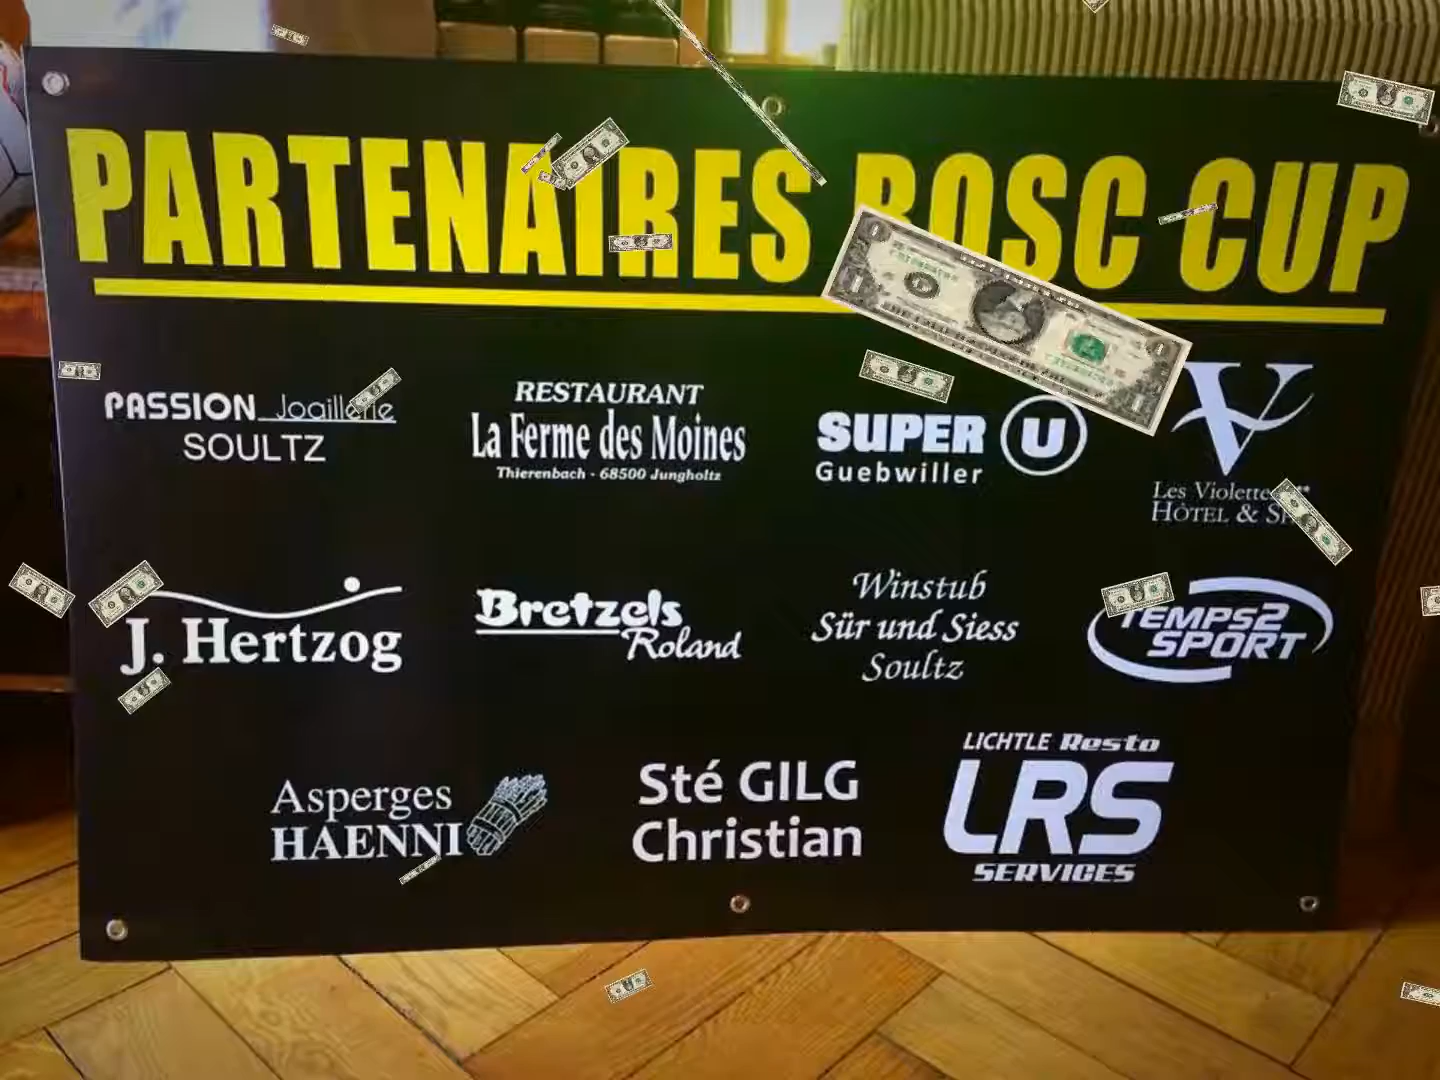 PARTENAIRES BOSC CUP
PASSION Joaillerie
SOULTZ
RESTAURANT
La Ferme des Moines
Thierenbach - 68500 Jungholtz
SUPER U
Guebwiller
V
Les Violettes
HÔTEL & SPA
J. Hertzog
Bretzels
Roland
Winstub
Sür und Siess
Soultz
TEMPS2
SPORT
Asperges
HAENNI
Sté GILG
Christian
LICHTLE Resto
LRS
SERVICES